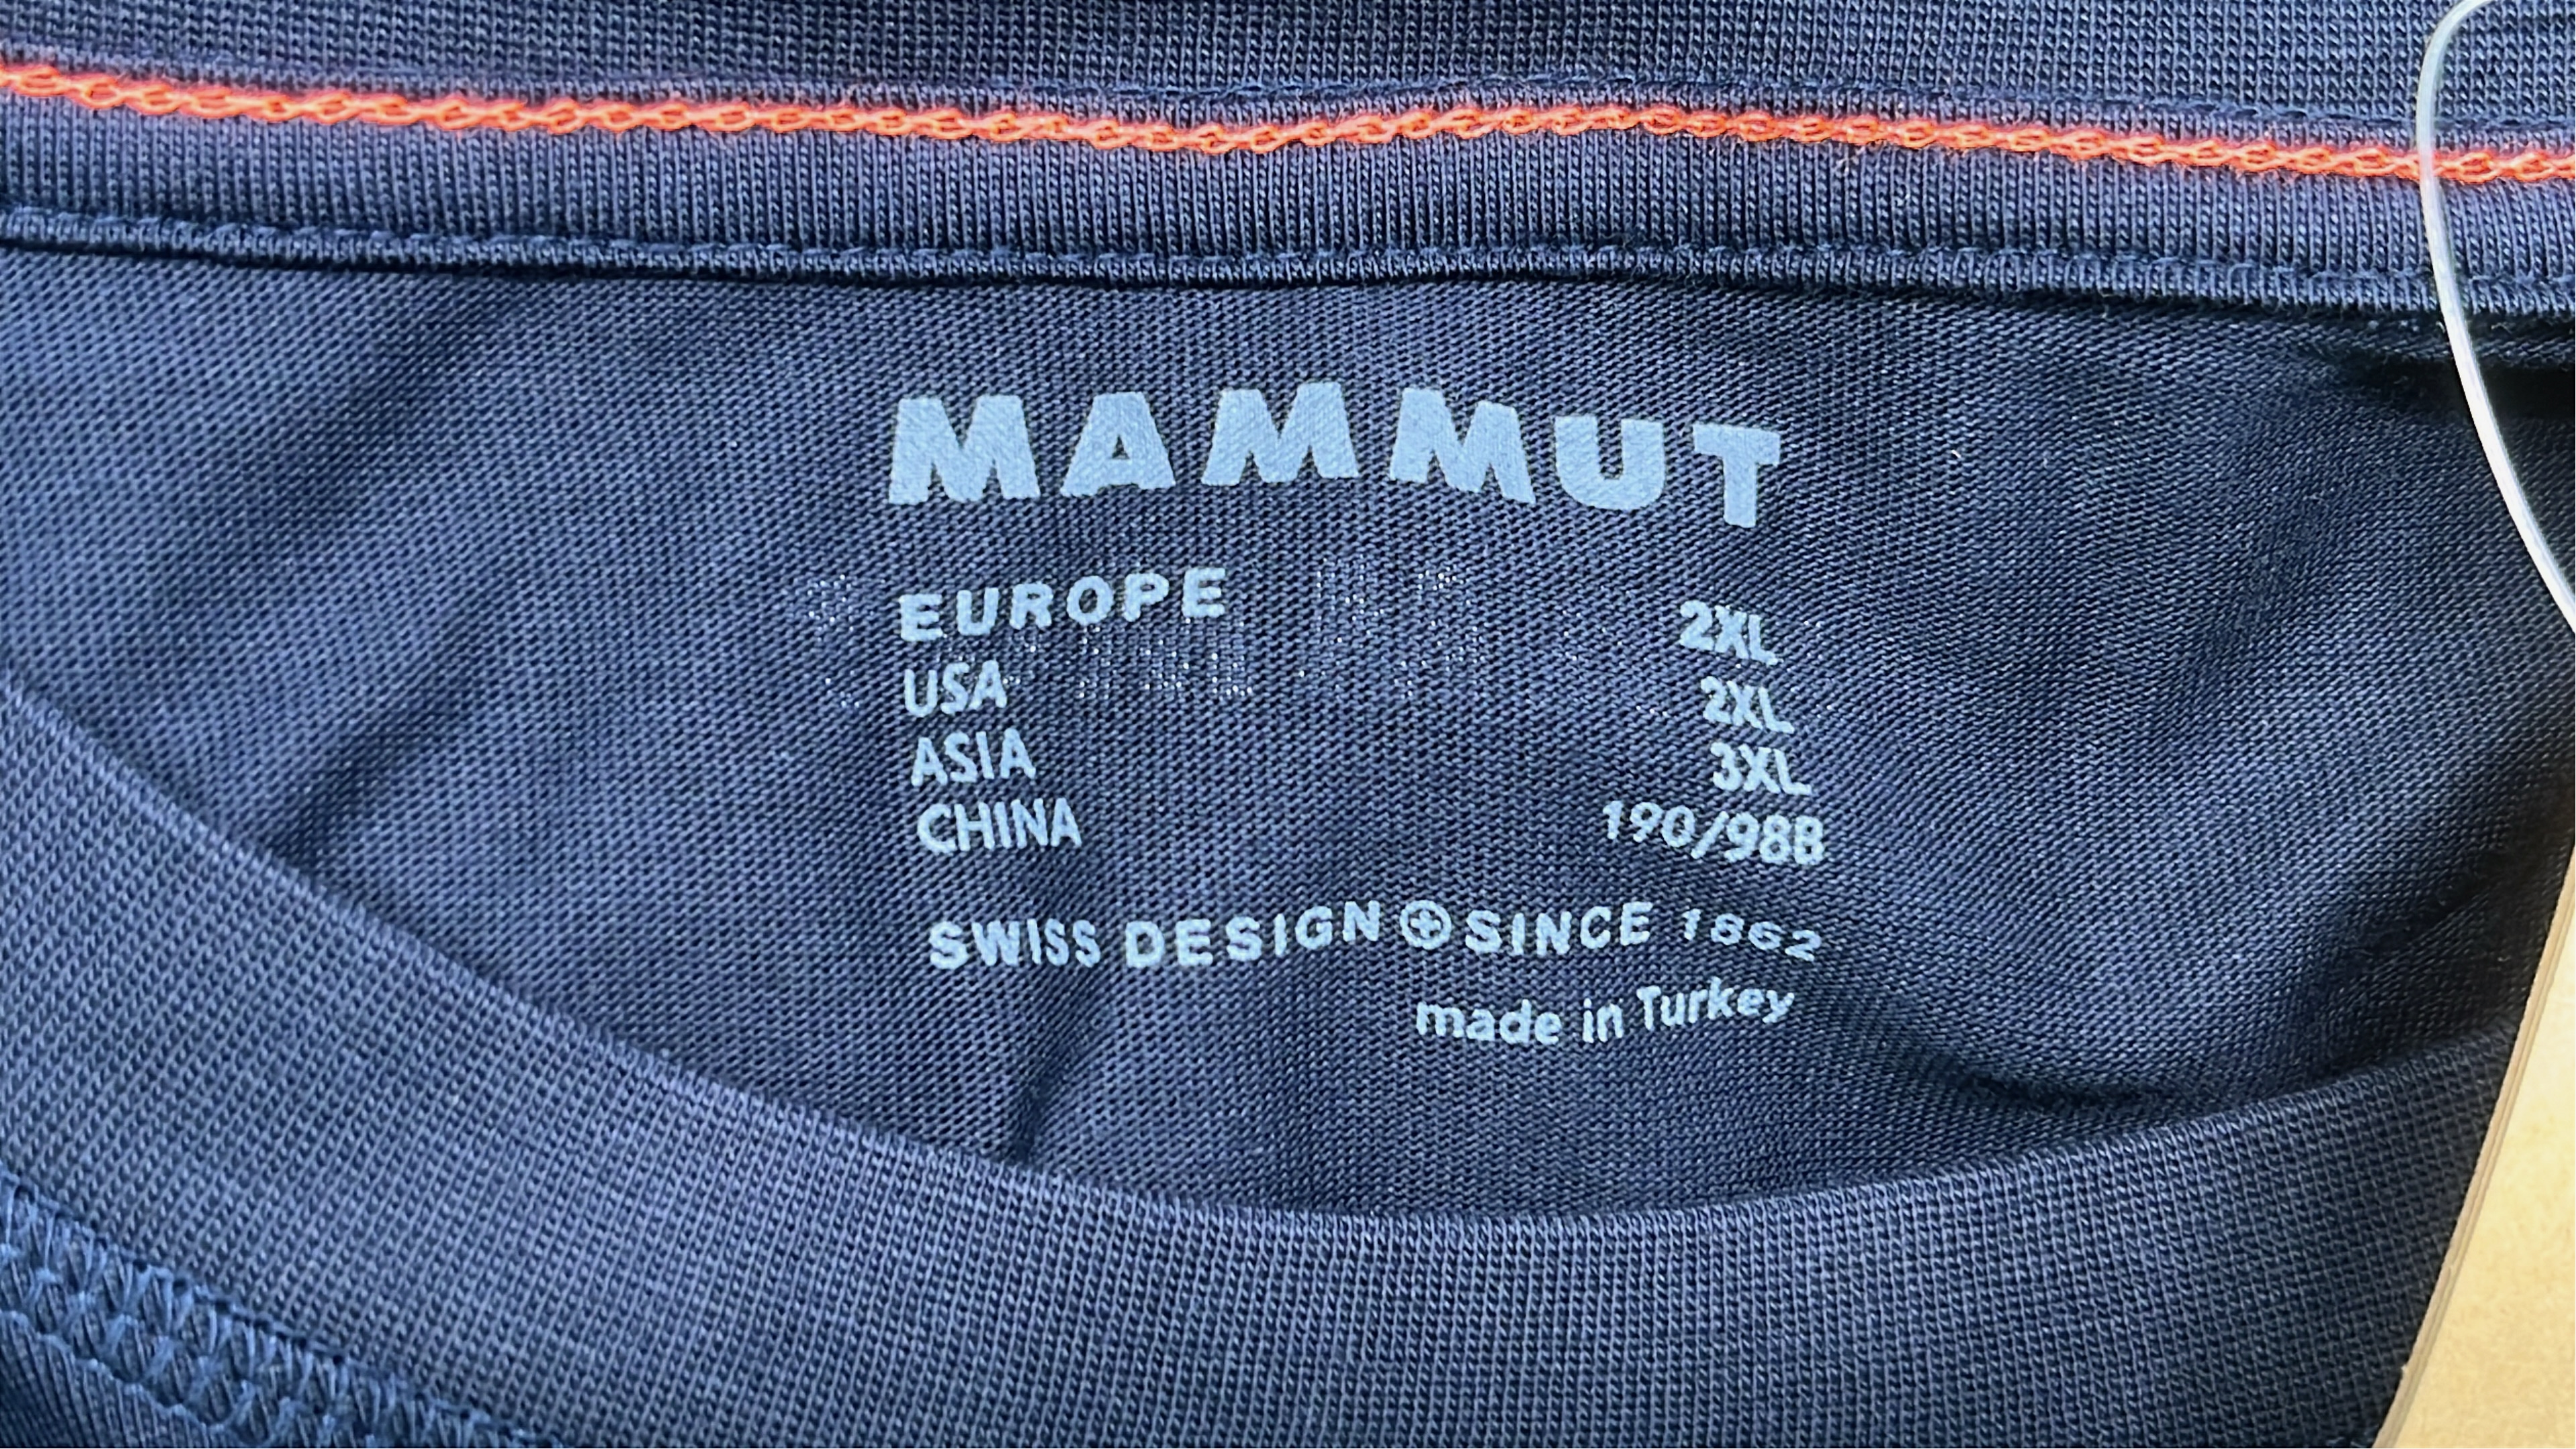 MAMMUT
EUROPE 2XL
USA 2XL
ASIA 3XL
CHINA 190/98B
SWISS DESIGN SINCE 1862
made in Turkey